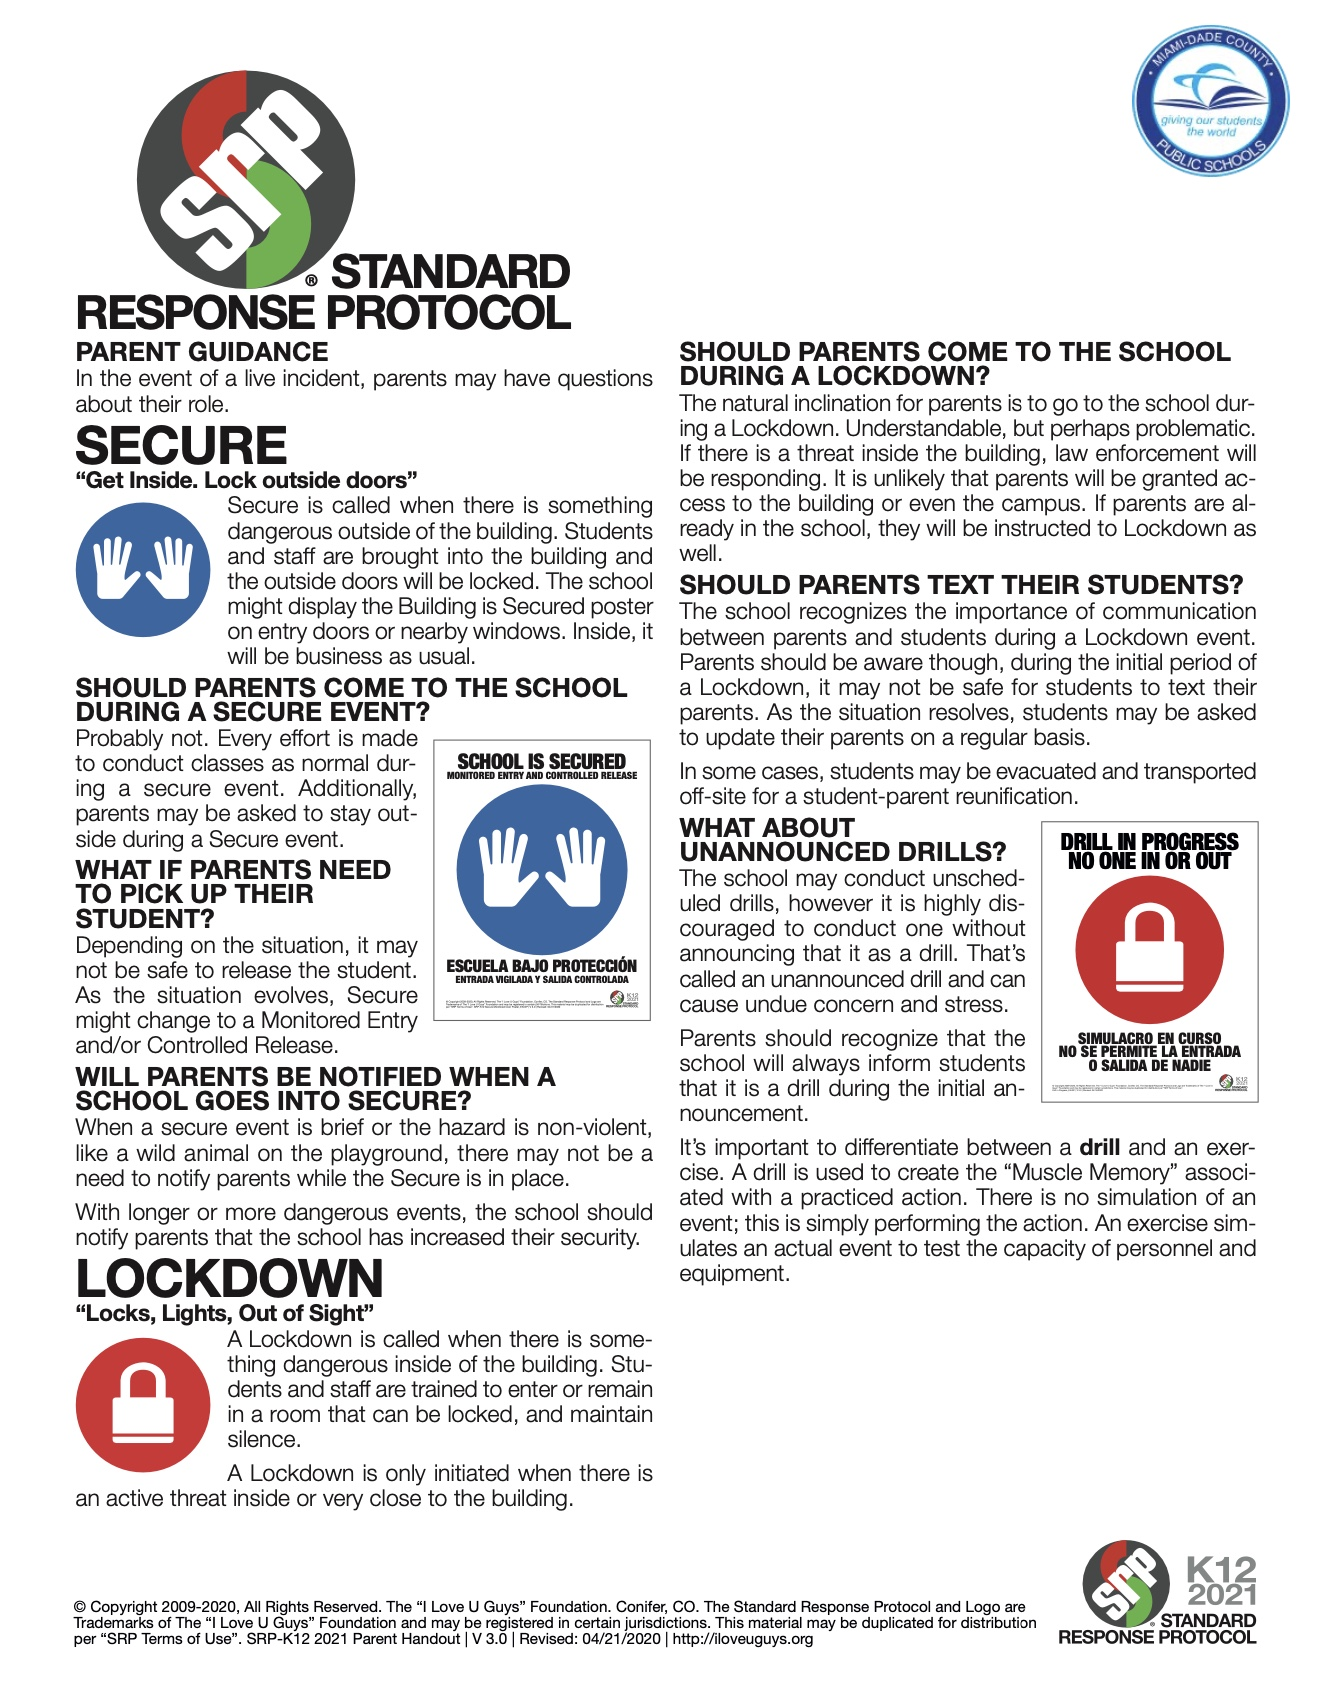 MIAMI-DADE COUNTY
giving our students
the world
PUBLIC SCHOOLS
srp
® STANDARD
RESPONSE PROTOCOL
PARENT GUIDANCE
In the event of a live incident, parents may have questions
about their role.
SECURE
“Get Inside. Lock outside doors”
Secure is called when there is something
dangerous outside of the building. Students
and staff are brought into the building and
the outside doors will be locked. The school
might display the Building is Secured poster
on entry doors or nearby windows. Inside, it
will be business as usual.
SHOULD PARENTS COME TO THE SCHOOL
DURING A SECURE EVENT?
Probably not. Every effort is made
to conduct classes as normal dur-
ing a secure event. Additionally,
parents may be asked to stay out-
side during a Secure event.
WHAT IF PARENTS NEED
TO PICK UP THEIR
STUDENT?
Depending on the situation, it may
not be safe to release the student.
As the situation evolves, Secure
might change to a Monitored Entry
and/or Controlled Release.
SCHOOL IS SECURED
MONITORED ENTRY AND CONTROLLED RELEASE
ESCUELA BAJO PROTECCIÓN
ENTRADA VIGILADA Y SALIDA CONTROLADA
K12
2021
STANDARD
RESPONSE PROTOCOL
WILL PARENTS BE NOTIFIED WHEN A
SCHOOL GOES INTO SECURE?
When a secure event is brief or the hazard is non-violent,
like a wild animal on the playground, there may not be a
need to notify parents while the Secure is in place.
With longer or more dangerous events, the school should
notify parents that the school has increased their security.
LOCKDOWN
“Locks, Lights, Out of Sight”
A Lockdown is called when there is some-
thing dangerous inside of the building. Stu-
dents and staff are trained to enter or remain
in a room that can be locked, and maintain
silence.
A Lockdown is only initiated when there is
an active threat inside or very close to the building.
SHOULD PARENTS COME TO THE SCHOOL
DURING A LOCKDOWN?
The natural inclination for parents is to go to the school dur-
ing a Lockdown. Understandable, but perhaps problematic.
If there is a threat inside the building, law enforcement will
be responding. It is unlikely that parents will be granted ac-
cess to the building or even the campus. If parents are al-
ready in the school, they will be instructed to Lockdown as
well.
SHOULD PARENTS TEXT THEIR STUDENTS?
The school recognizes the importance of communication
between parents and students during a Lockdown event.
Parents should be aware though, during the initial period of
a Lockdown, it may not be safe for students to text their
parents. As the situation resolves, students may be asked
to update their parents on a regular basis.
In some cases, students may be evacuated and transported
off-site for a student-parent reunification.
WHAT ABOUT
UNANNOUNCED DRILLS?
The school may conduct unsched-
uled drills, however it is highly dis-
couraged to conduct one without
announcing that it as a drill. That’s
called an unannounced drill and can
cause undue concern and stress.
Parents should recognize that the
school will always inform students
that it is a drill during the initial an-
nouncement.
DRILL IN PROGRESS
NO ONE IN OR OUT
SIMULACRO EN CURSO
NO SE PERMITE LA ENTRADA
O SALIDA DE NADIE
K12
2021
STANDARD
RESPONSE PROTOCOL
It’s important to differentiate between a drill and an exer-
cise. A drill is used to create the “Muscle Memory” associ-
ated with a practiced action. There is no simulation of an
event; this is simply performing the action. An exercise sim-
ulates an actual event to test the capacity of personnel and
equipment.
© Copyright 2009-2020, All Rights Reserved. The “I Love U Guys” Foundation. Conifer, CO. The Standard Response Protocol and Logo are
Trademarks of The “I Love U Guys” Foundation and may be registered in certain jurisdictions. This material may be duplicated for distribution
per “SRP Terms of Use”. SRP-K12 2021 Parent Handout | V 3.0 | Revised: 04/21/2020 | http://iloveuguys.org
srp
K12
2021
® STANDARD
RESPONSE PROTOCOL